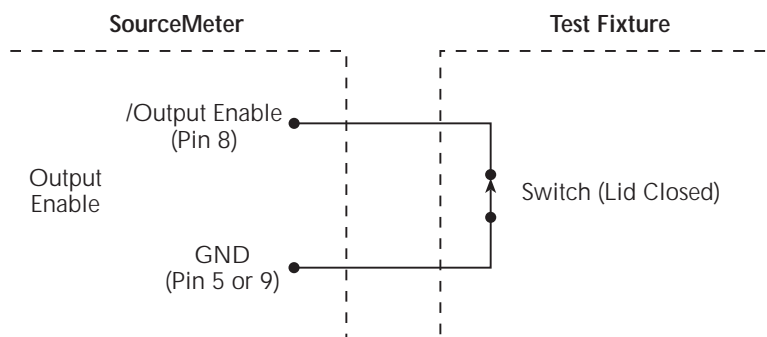 SourceMeter
Test Fixture
/Output Enable
(Pin 8)
Output
Enable
Switch (Lid Closed)
GND
(Pin 5 or 9)